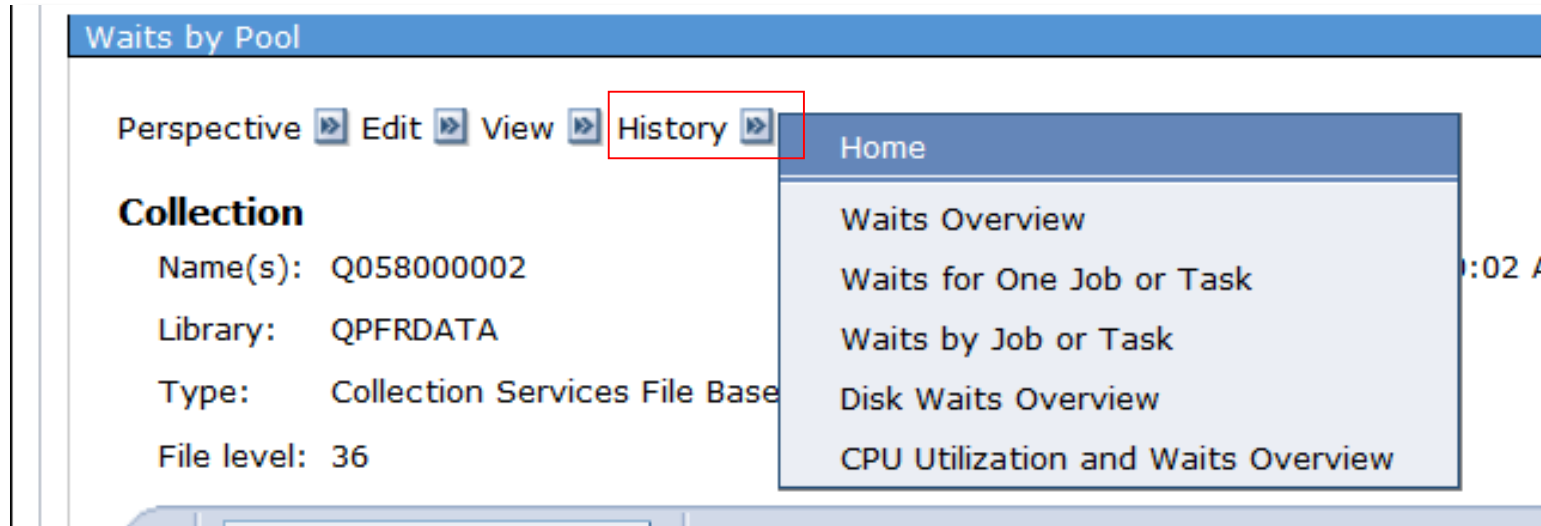 Waits by Pool
Perspective Edit View History
Home
Collection
Waits Overview
Name(s): Q058000002
:02 A
Waits for One Job or Task
Library: QPFRDATA
Waits by Job or Task
Type: Collection Services File Base
Disk Waits Overview
File level: 36
CPU Utilization and Waits Overview